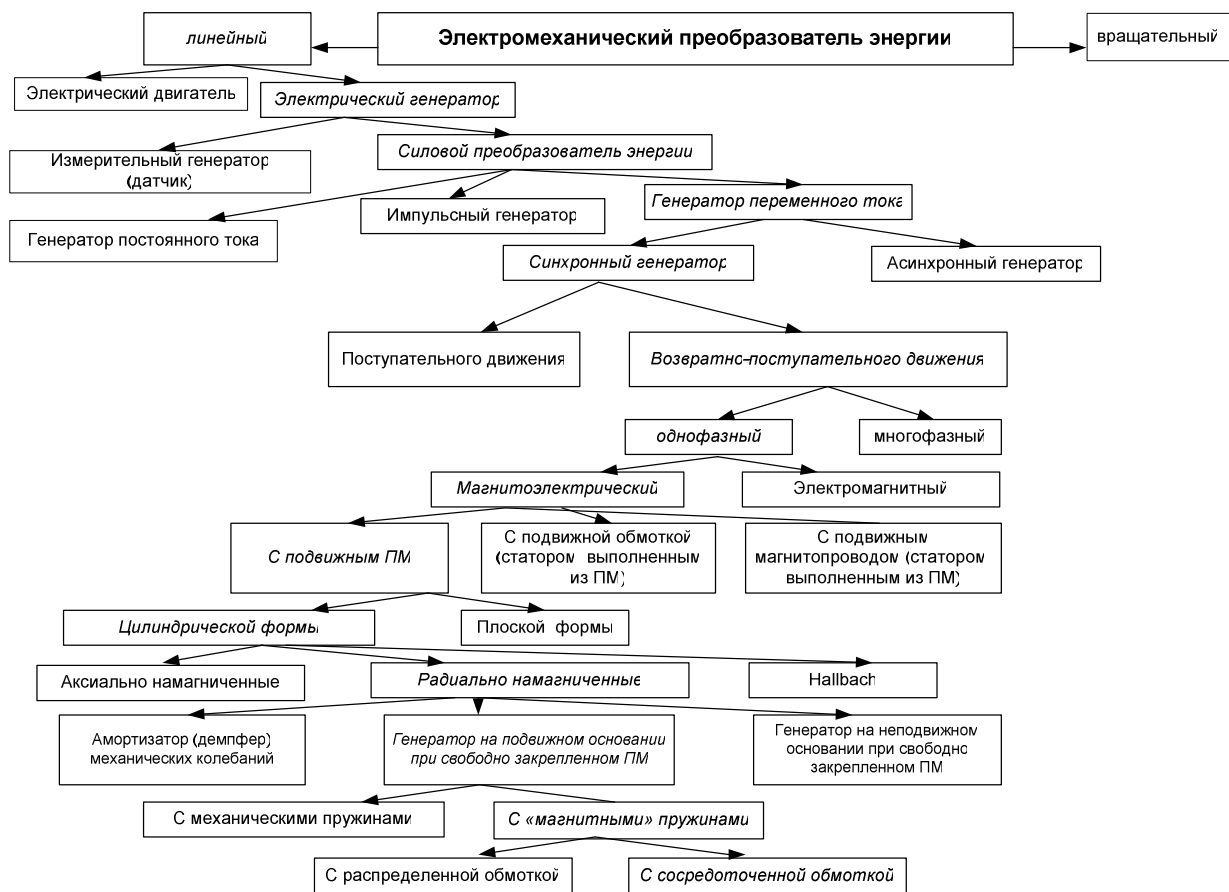 линейный
Электромеханический преобразователь энергии
вращательный
Электрический двигатель
Электрический генератор
Измерительный генератор
(датчик)
Силовой преобразователь энергии
Генератор постоянного тока
Импульсный генератор
Генератор переменного тока
Синхронный генератор
Асинхронный генератор
Поступательного движения
Возвратно-поступательного движения
однофазный
многофазный
Магнитоэлектрический
Электромагнитный
С подвижным ПМ
С подвижной обмоткой
(статором выполненным
из ПМ)
С подвижным
магнитопроводом (статором
выполненным из ПМ)
Цилиндрической формы
Плоской формы
Аксиально намагниченные
Радиально намагниченные
Hallbach
Амортизатор (демпфер)
механических колебаний
Генератор на подвижном основании
при свободно закрепленном ПМ
Генератор на неподвижном
основании при свободно
закрепленном ПМ
С механическими пружинами
С «магнитными» пружинами
С распределенной обмоткой
С сосредоточенной обмоткой